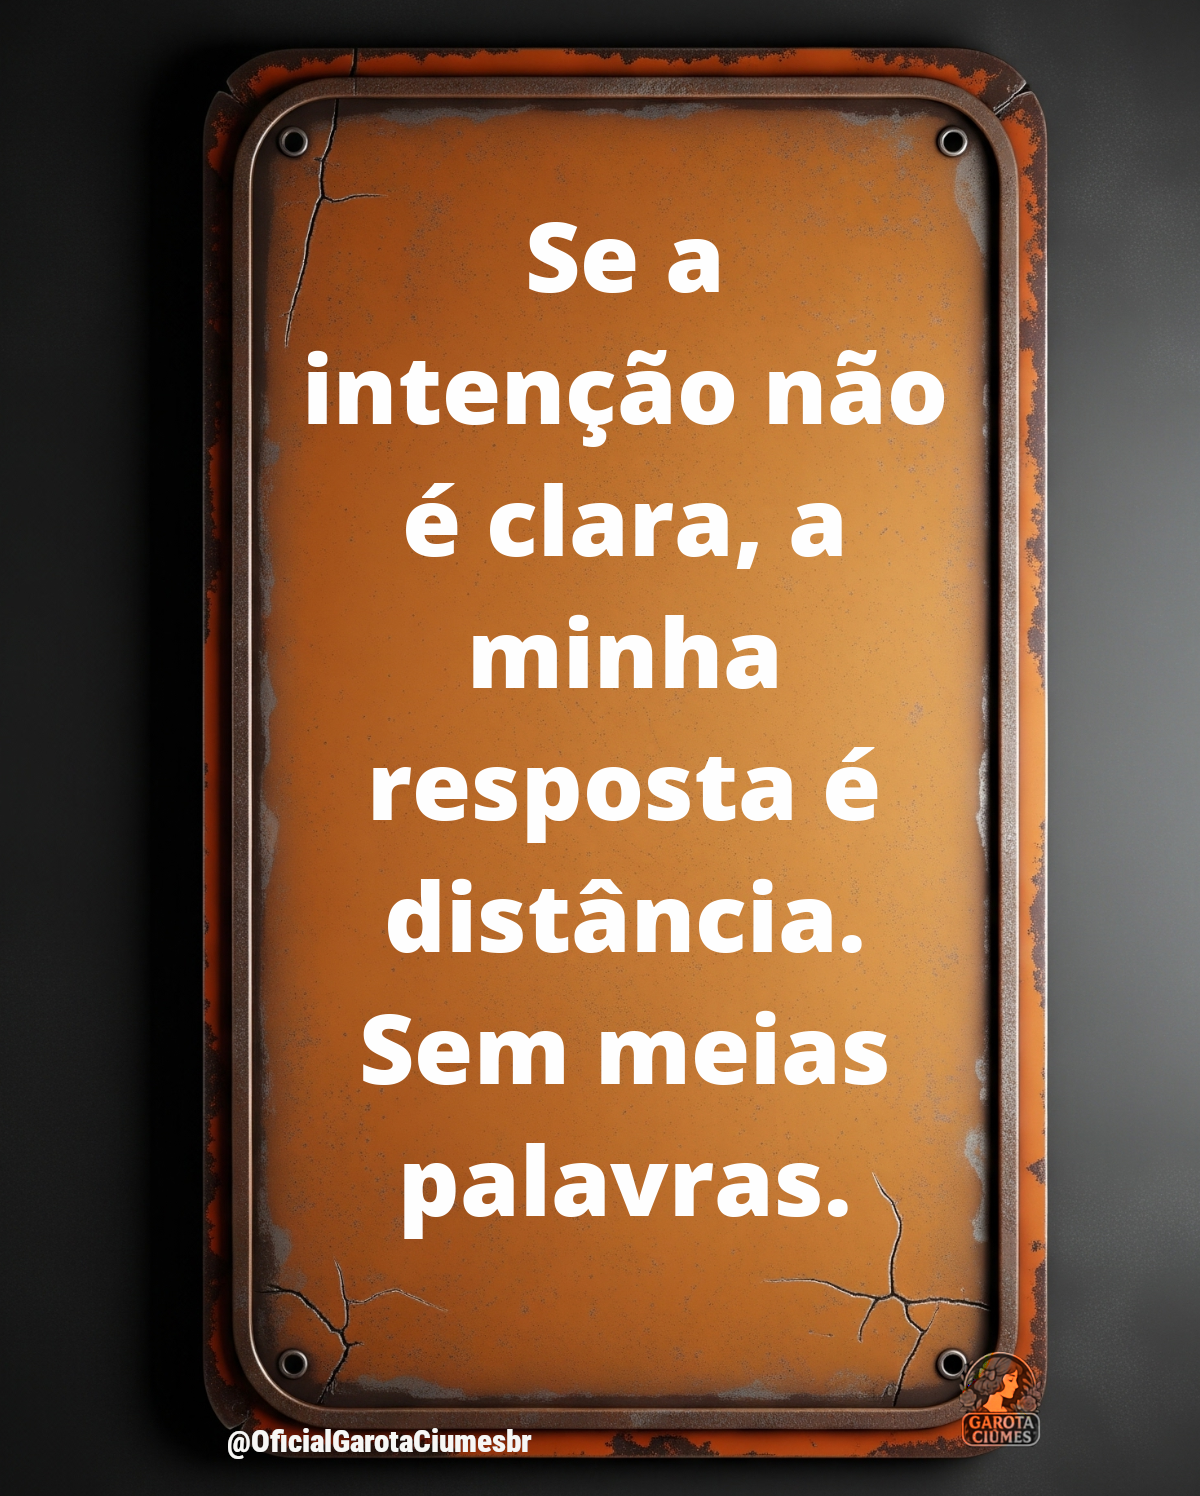 Se a
intenção não
é clara, a
minha
resposta é
distância.
Sem meias
palavras.
@OficialGarotaCiumesbr
GAROTA
CIÚMES